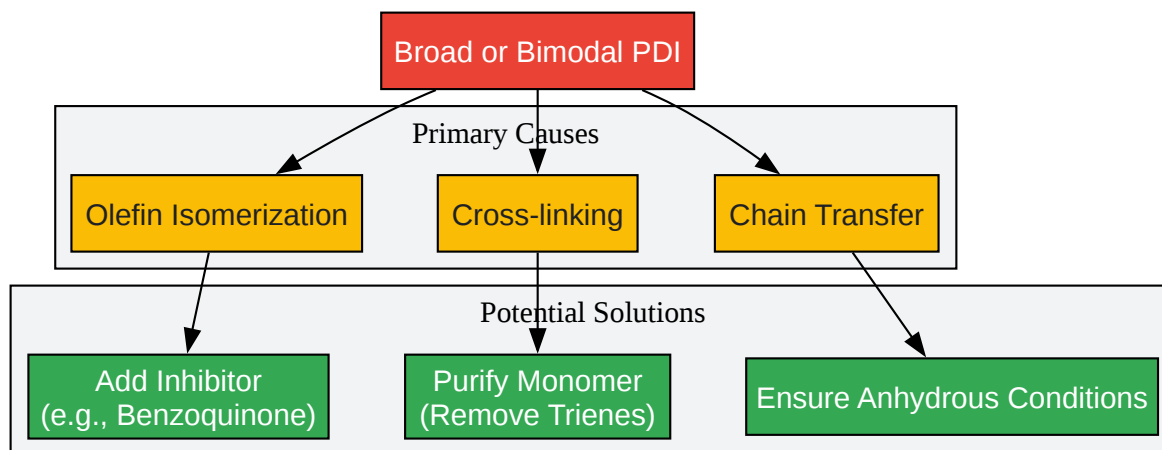 Broad or Bimodal PDI
Primary Causes
Olefin Isomerization
Cross-linking
Chain Transfer
Potential Solutions
Add Inhibitor
(e.g., Benzoquinone)
Purify Monomer
(Remove Trienes)
Ensure Anhydrous Conditions